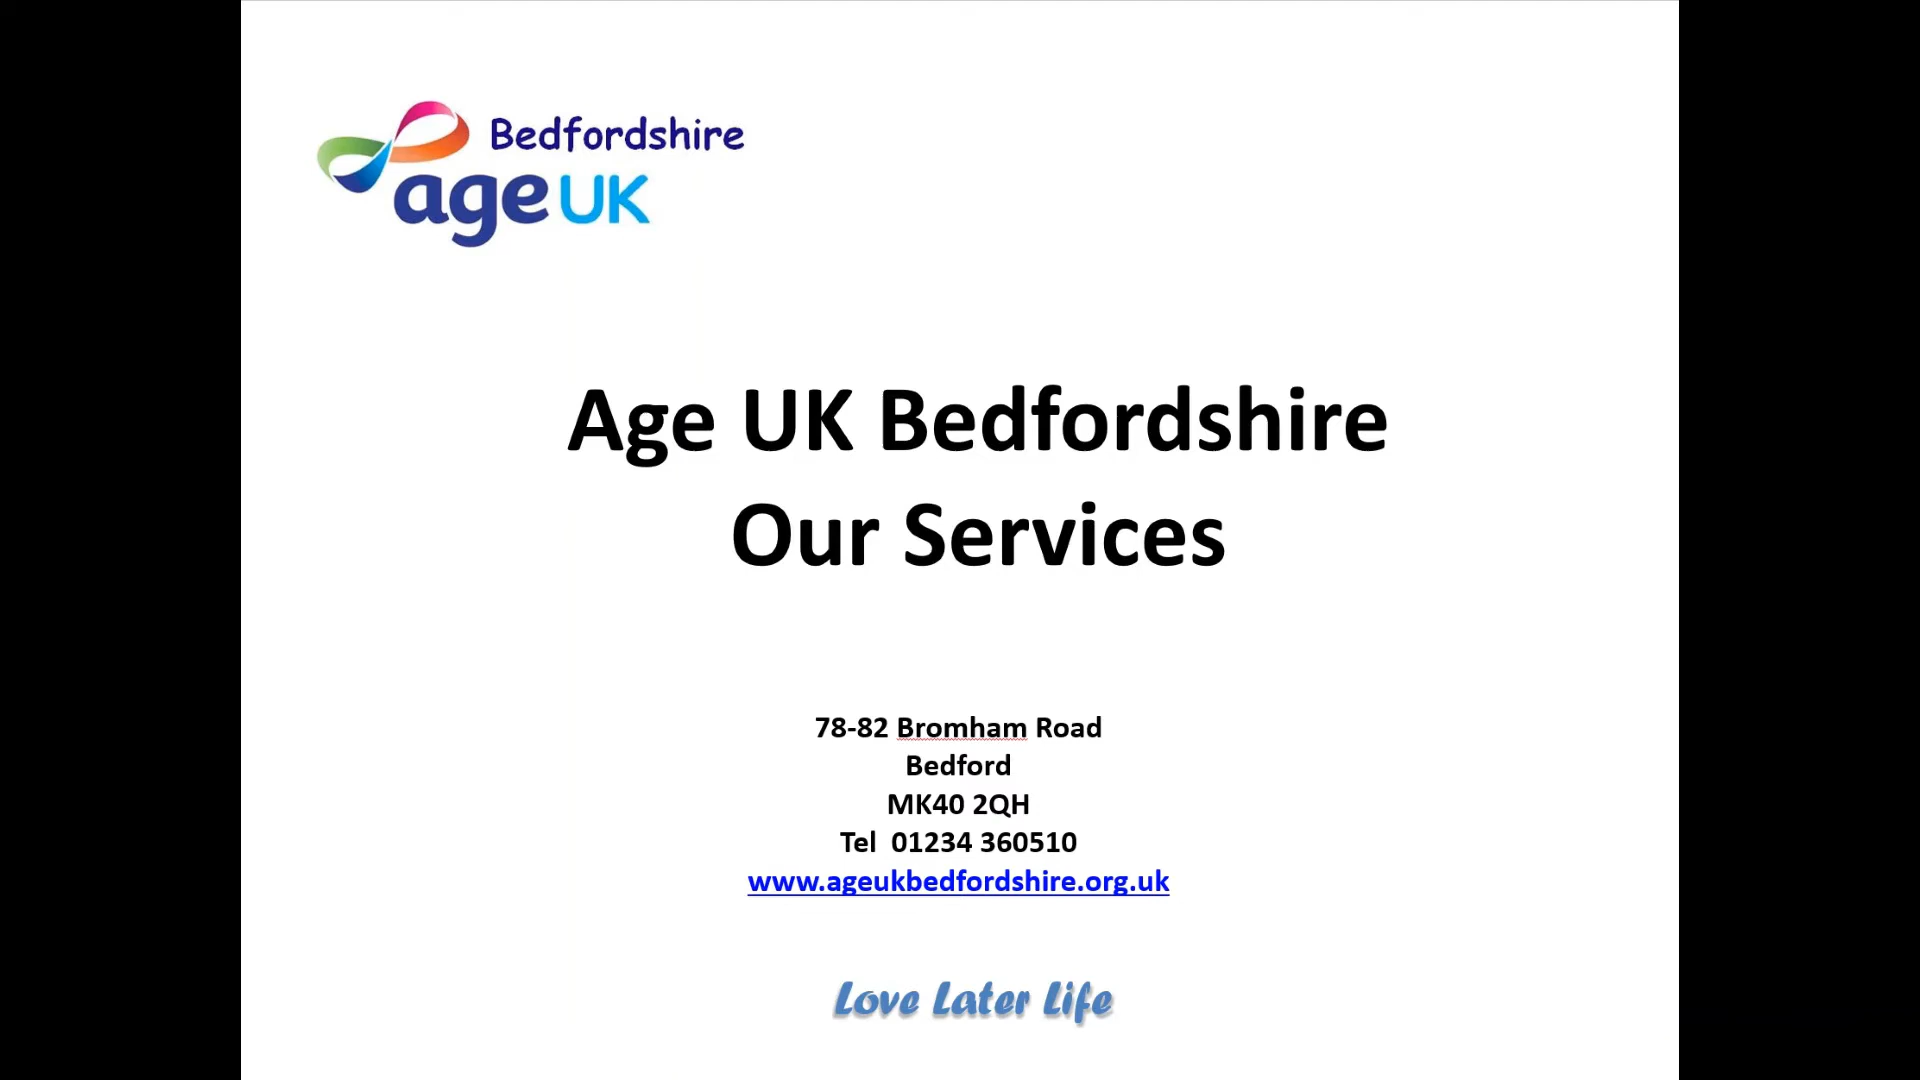 Bedfordshire
age UK
Age UK Bedfordshire
Our Services
78-82 Bromham Road
Bedford
MK40 2QH
Tel  01234 360510
www.ageukbedfordshire.org.uk
Love Later Life